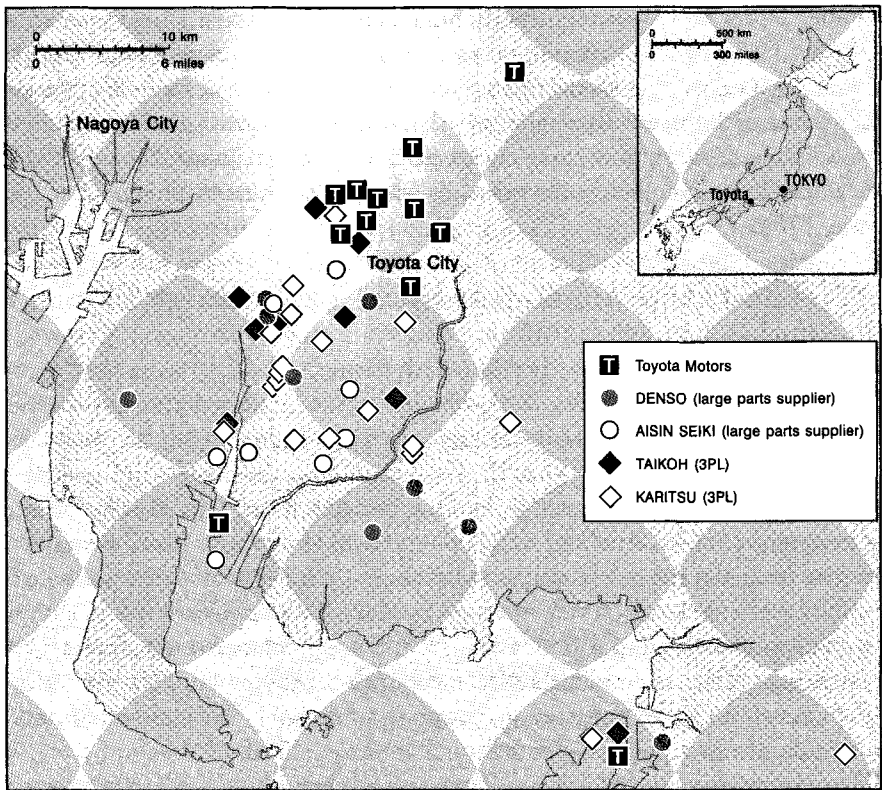 0 10 km
0 6 miles
Nagoya City
T
T
T
T
T
T
T
T
T
T
Toyota City
T
T
T
0 500 km
0 300 miles
Toyota
TOKYO
T Toyota Motors
DENSO (large parts supplier)
AISIN SEIKI (large parts supplier)
TAIKOH (3PL)
KARITSU (3PL)